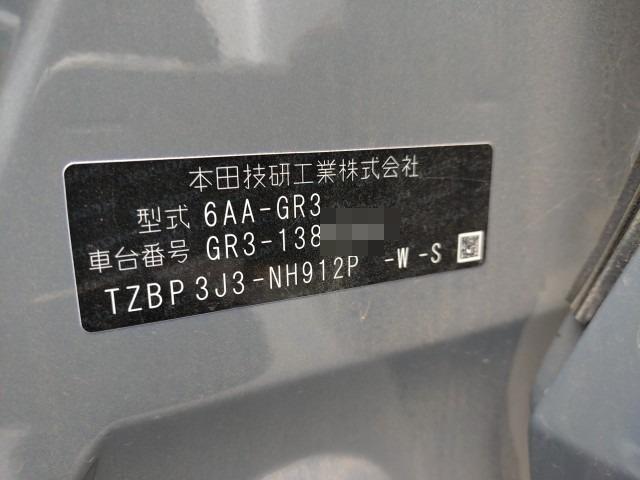 本田技研工業株式会社
型式 6AA-GR3
車台番号 GR3-138
TZBP 3J3-NH912P -W -S